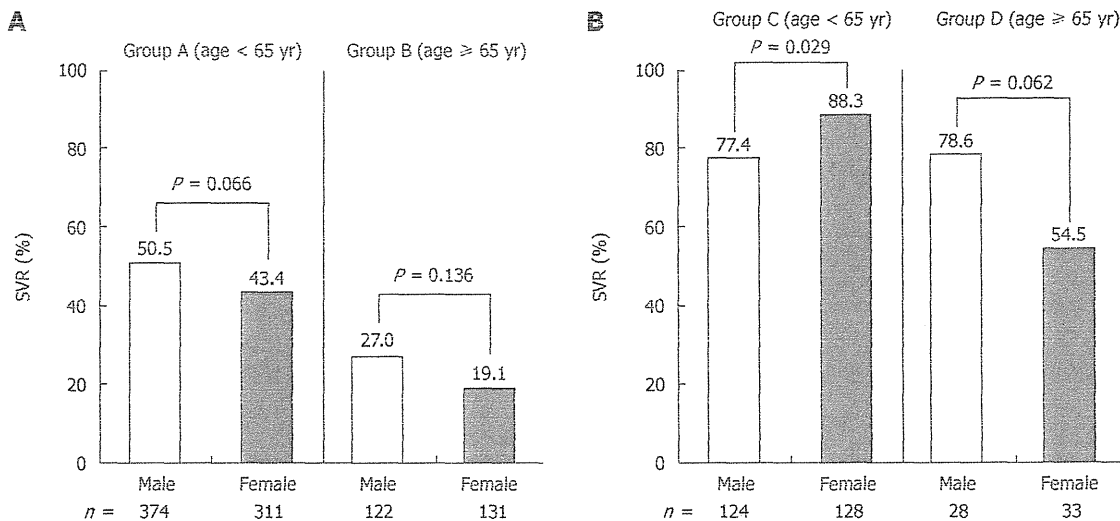 A
Group A (age < 65 yr)
Group B (age ≥ 65 yr)
100
80
60
40
20
0
SVR (%)
P = 0.066
50.5
43.4
P = 0.136
27.0
19.1
Male
Female
Male
Female
n =
374
311
122
131
B
Group C (age < 65 yr)
Group D (age ≥ 65 yr)
100
80
60
40
20
0
SVR (%)
P = 0.029
77.4
88.3
P = 0.062
78.6
54.5
Male
Female
Male
Female
n =
124
128
28
33